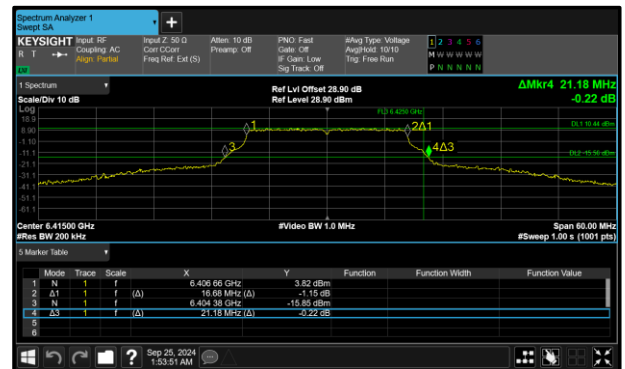 Spectrum Analyzer 1
Swept SA
+
KEYSIGHT Input: RF Input Z: 50 Ω Atten: 10 dB PNO: Fast #Avg Type: Voltage 1 2 3 4 5 6
R T Coupling: AC Corr CCorr Preamp: Off Gate: Off Avg|Hold: 10/10 M W W W W W
Align: Partial Freq Ref: Ext (S) IF Gain: Low Trig: Free Run
Sig Track: Off P N N N N N
1 Spectrum Ref Lvl Offset 28.90 dB ΔMkr4 21.18 MHz
Scale/Div 10 dB Ref Level 28.90 dBm -0.22 dB
Log
18.9
8.90
-1.10
-11.1
-21.1
-31.1
-41.1
-51.1
-61.1
1
2Δ1
3
4Δ3
DL1 10.44 dBm
DL2 -15.56 dBm
Center 6.41500 GHz #Video BW 1.0 MHz Span 60.00 MHz
#Res BW 200 kHz #Sweep 1.00 s (1001 pts)
5 Marker Table
Mode Trace Scale X Y Function Function Width Function Value
1 N 1 f 6.406 66 GHz 3.82 dBm
2 Δ1 1 f (Δ) 16.68 MHz (Δ) -1.15 dB
3 N 1 f 6.404 38 GHz -15.85 dBm
4 Δ3 1 f (Δ) 21.18 MHz (Δ) -0.22 dB
5
6
? Sep 25, 2024
1:53:51 AM